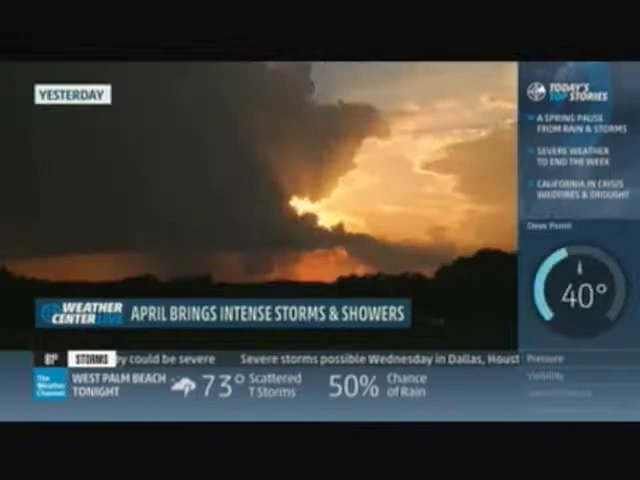 YESTERDAY
TODAY'S
TOP STORIES
A SPRING PAUSE
FROM RAIN & STORMS
SEVERE WEATHER
TO END THE WEEK
CALIFORNIA IN CRISIS
WILDFIRES & DROUGHT
Dew Point
40°
WEATHER
CENTER LIVE
APRIL BRINGS INTENSE STORMS & SHOWERS
81°
STORMS
y could be severe
Severe storms possible Wednesday in Dallas, Houst
Pressure
Visibility
The
Weather
Channel
WEST PALM BEACH
TONIGHT
73°
Scattered
T Storms
50%
Chance
of Rain